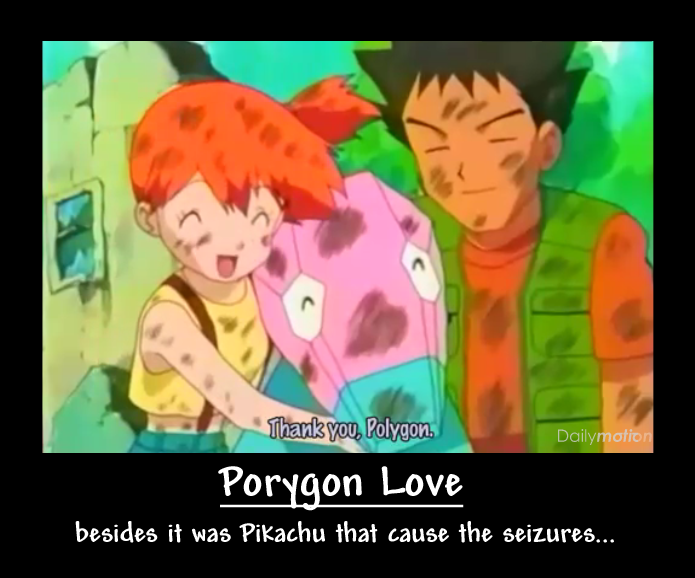 Thank you, Polygon.
Dailymotion
Porygon Love
besides it was Pikachu that cause the seizures...